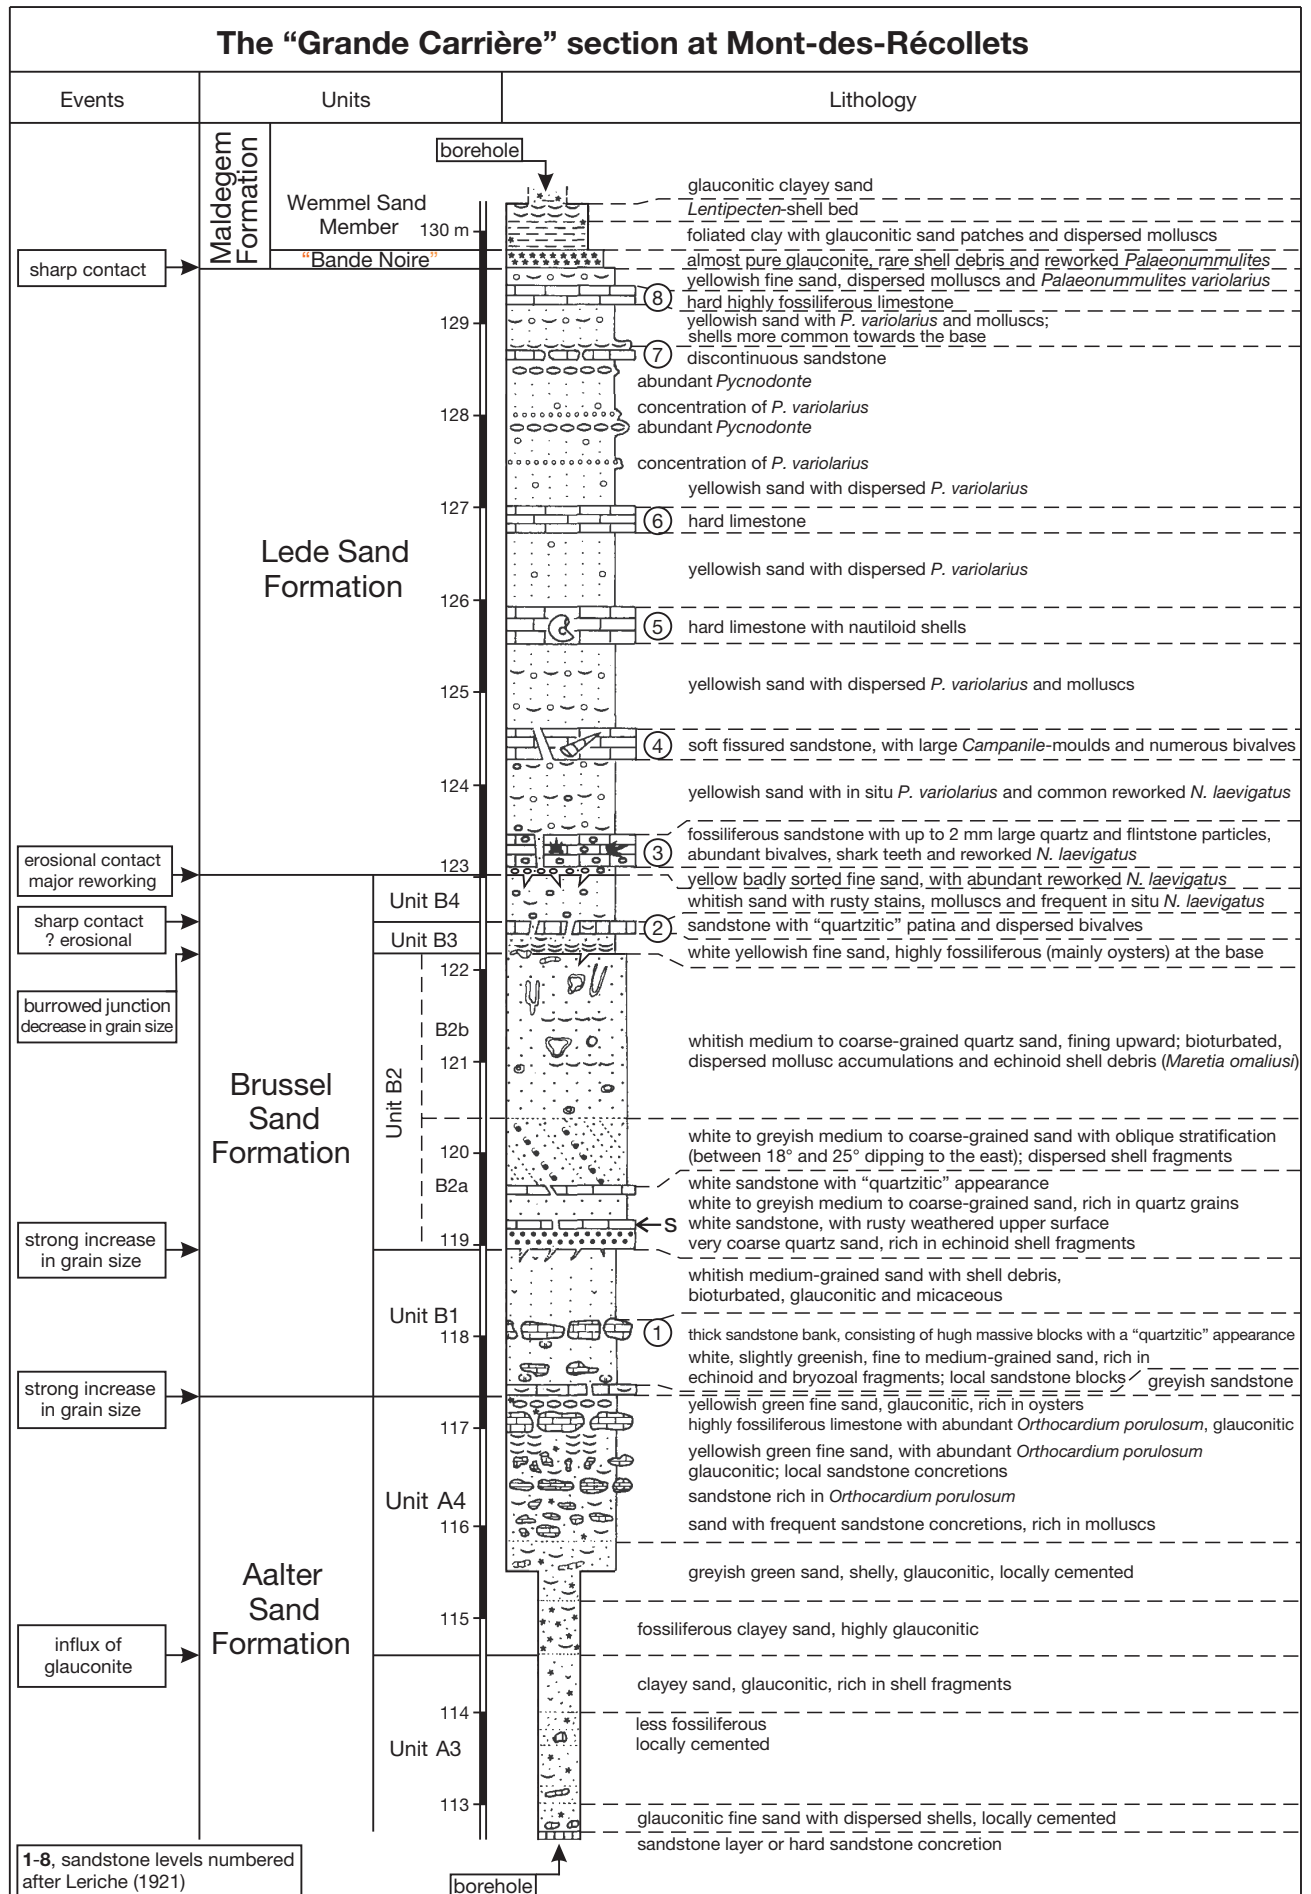 The “Grande Carrière” section at Mont-des-Récollets
Events
Units
Lithology
borehole
Maldegem
Formation
Wemmel Sand
Member
130 m
glauconitic clayey sand
Lentipecten-shell bed
foliated clay with glauconitic sand patches and dispersed molluscs
sharp contact
“Bande Noire”
almost pure glauconite, rare shell debris and reworked Palaeonummulites
yellowish fine sand, dispersed molluscs and Palaeonummulites variolarius
8
hard highly fossiliferous limestone
129
yellowish sand with P. variolarius and molluscs;
shells more common towards the base
7
discontinuous sandstone
abundant Pycnodonte
128
concentration of P. variolarius
abundant Pycnodonte
concentration of P. variolarius
yellowish sand with dispersed P. variolarius
127
6
hard limestone
Lede Sand
Formation
yellowish sand with dispersed P. variolarius
126
5
hard limestone with nautiloid shells
125
yellowish sand with dispersed P. variolarius and molluscs
4
soft fissured sandstone, with large Campanile-moulds and numerous bivalves
124
yellowish sand with in situ P. variolarius and common reworked N. laevigatus
3
fossiliferous sandstone with up to 2 mm large quartz and flintstone particles,
abundant bivalves, shark teeth and reworked N. laevigatus
erosional contact
major reworking
123
yellow badly sorted fine sand, with abundant reworked N. laevigatus
Unit B4
whitish sand with rusty stains, molluscs and frequent in situ N. laevigatus
sharp contact
? erosional
2
sandstone with “quartzitic” patina and dispersed bivalves
Unit B3
white yellowish fine sand, highly fossiliferous (mainly oysters) at the base
122
burrowed junction
decrease in grain size
B2b
whitish medium to coarse-grained quartz sand, fining upward; bioturbated,
dispersed mollusc accumulations and echinoid shell debris (Maretia omaliusi)
121
Brussel
Sand
Formation
Unit B2
120
white to greyish medium to coarse-grained sand with oblique stratification
(between 18° and 25° dipping to the east); dispersed shell fragments
B2a
white sandstone with “quartzitic” appearance
white to greyish medium to coarse-grained sand, rich in quartz grains
S
white sandstone, with rusty weathered upper surface
119
very coarse quartz sand, rich in echinoid shell fragments
strong increase
in grain size
whitish medium-grained sand with shell debris,
bioturbated, glauconitic and micaceous
Unit B1
118
1
thick sandstone bank, consisting of hugh massive blocks with a “quartzitic” appearance
white, slightly greenish, fine to medium-grained sand, rich in
echinoid and bryozoal fragments; local sandstone blocks
greyish sandstone
strong increase
in grain size
yellowish green fine sand, glauconitic, rich in oysters
117
highly fossiliferous limestone with abundant Orthocardium porulosum, glauconitic
yellowish green fine sand, with abundant Orthocardium porulosum
glauconitic; local sandstone concretions
Unit A4
sandstone rich in Orthocardium porulosum
116
sand with frequent sandstone concretions, rich in molluscs
Aalter
Sand
Formation
greyish green sand, shelly, glauconitic, locally cemented
115
fossiliferous clayey sand, highly glauconitic
influx of
glauconite
clayey sand, glauconitic, rich in shell fragments
114
less fossiliferous
locally cemented
Unit A3
113
glauconitic fine sand with dispersed shells, locally cemented
sandstone layer or hard sandstone concretion
1-8, sandstone levels numbered
after Leriche (1921)
borehole